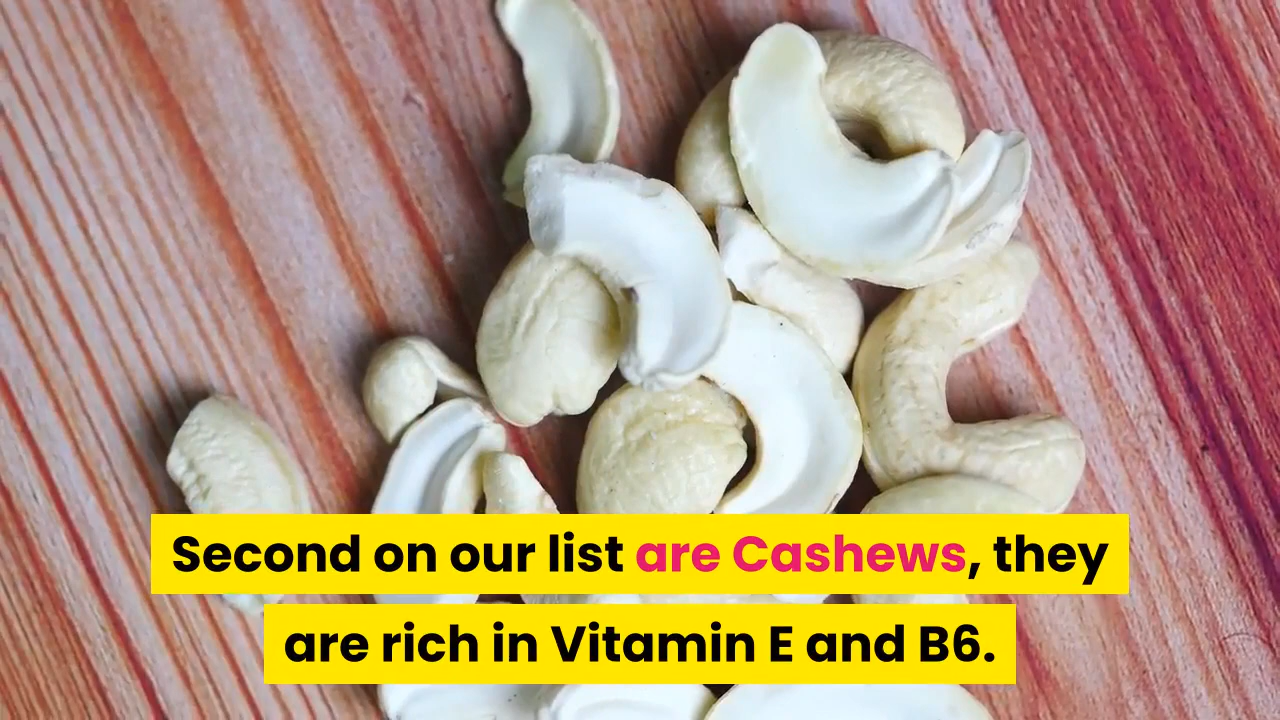 Second on our list are Cashews, they
are rich in Vitamin E and B6.